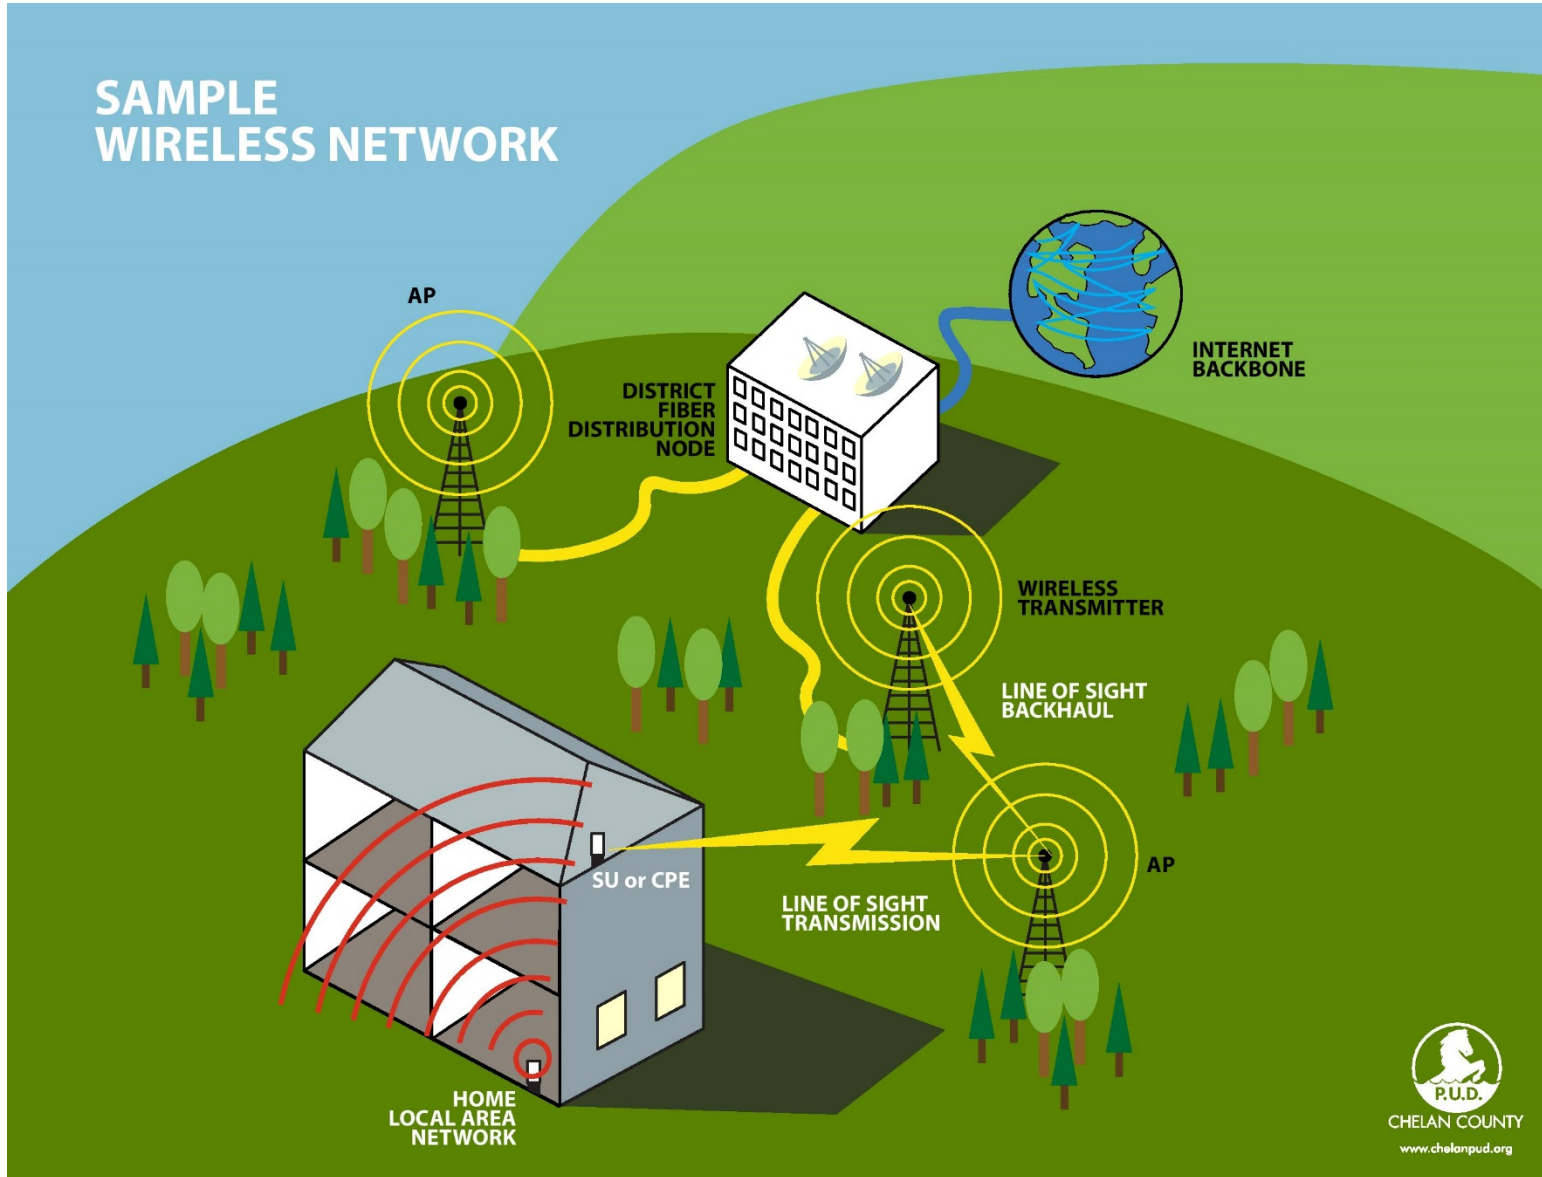 SAMPLE
WIRELESS NETWORK
AP
DISTRICT
FIBER
DISTRIBUTION
NODE
INTERNET
BACKBONE
WIRELESS
TRANSMITTER
LINE OF SIGHT
BACKHAUL
AP
SU or CPE
LINE OF SIGHT
TRANSMISSION
HOME
LOCAL AREA
NETWORK
P.U.D.
CHELAN COUNTY
www.chelanpud.org